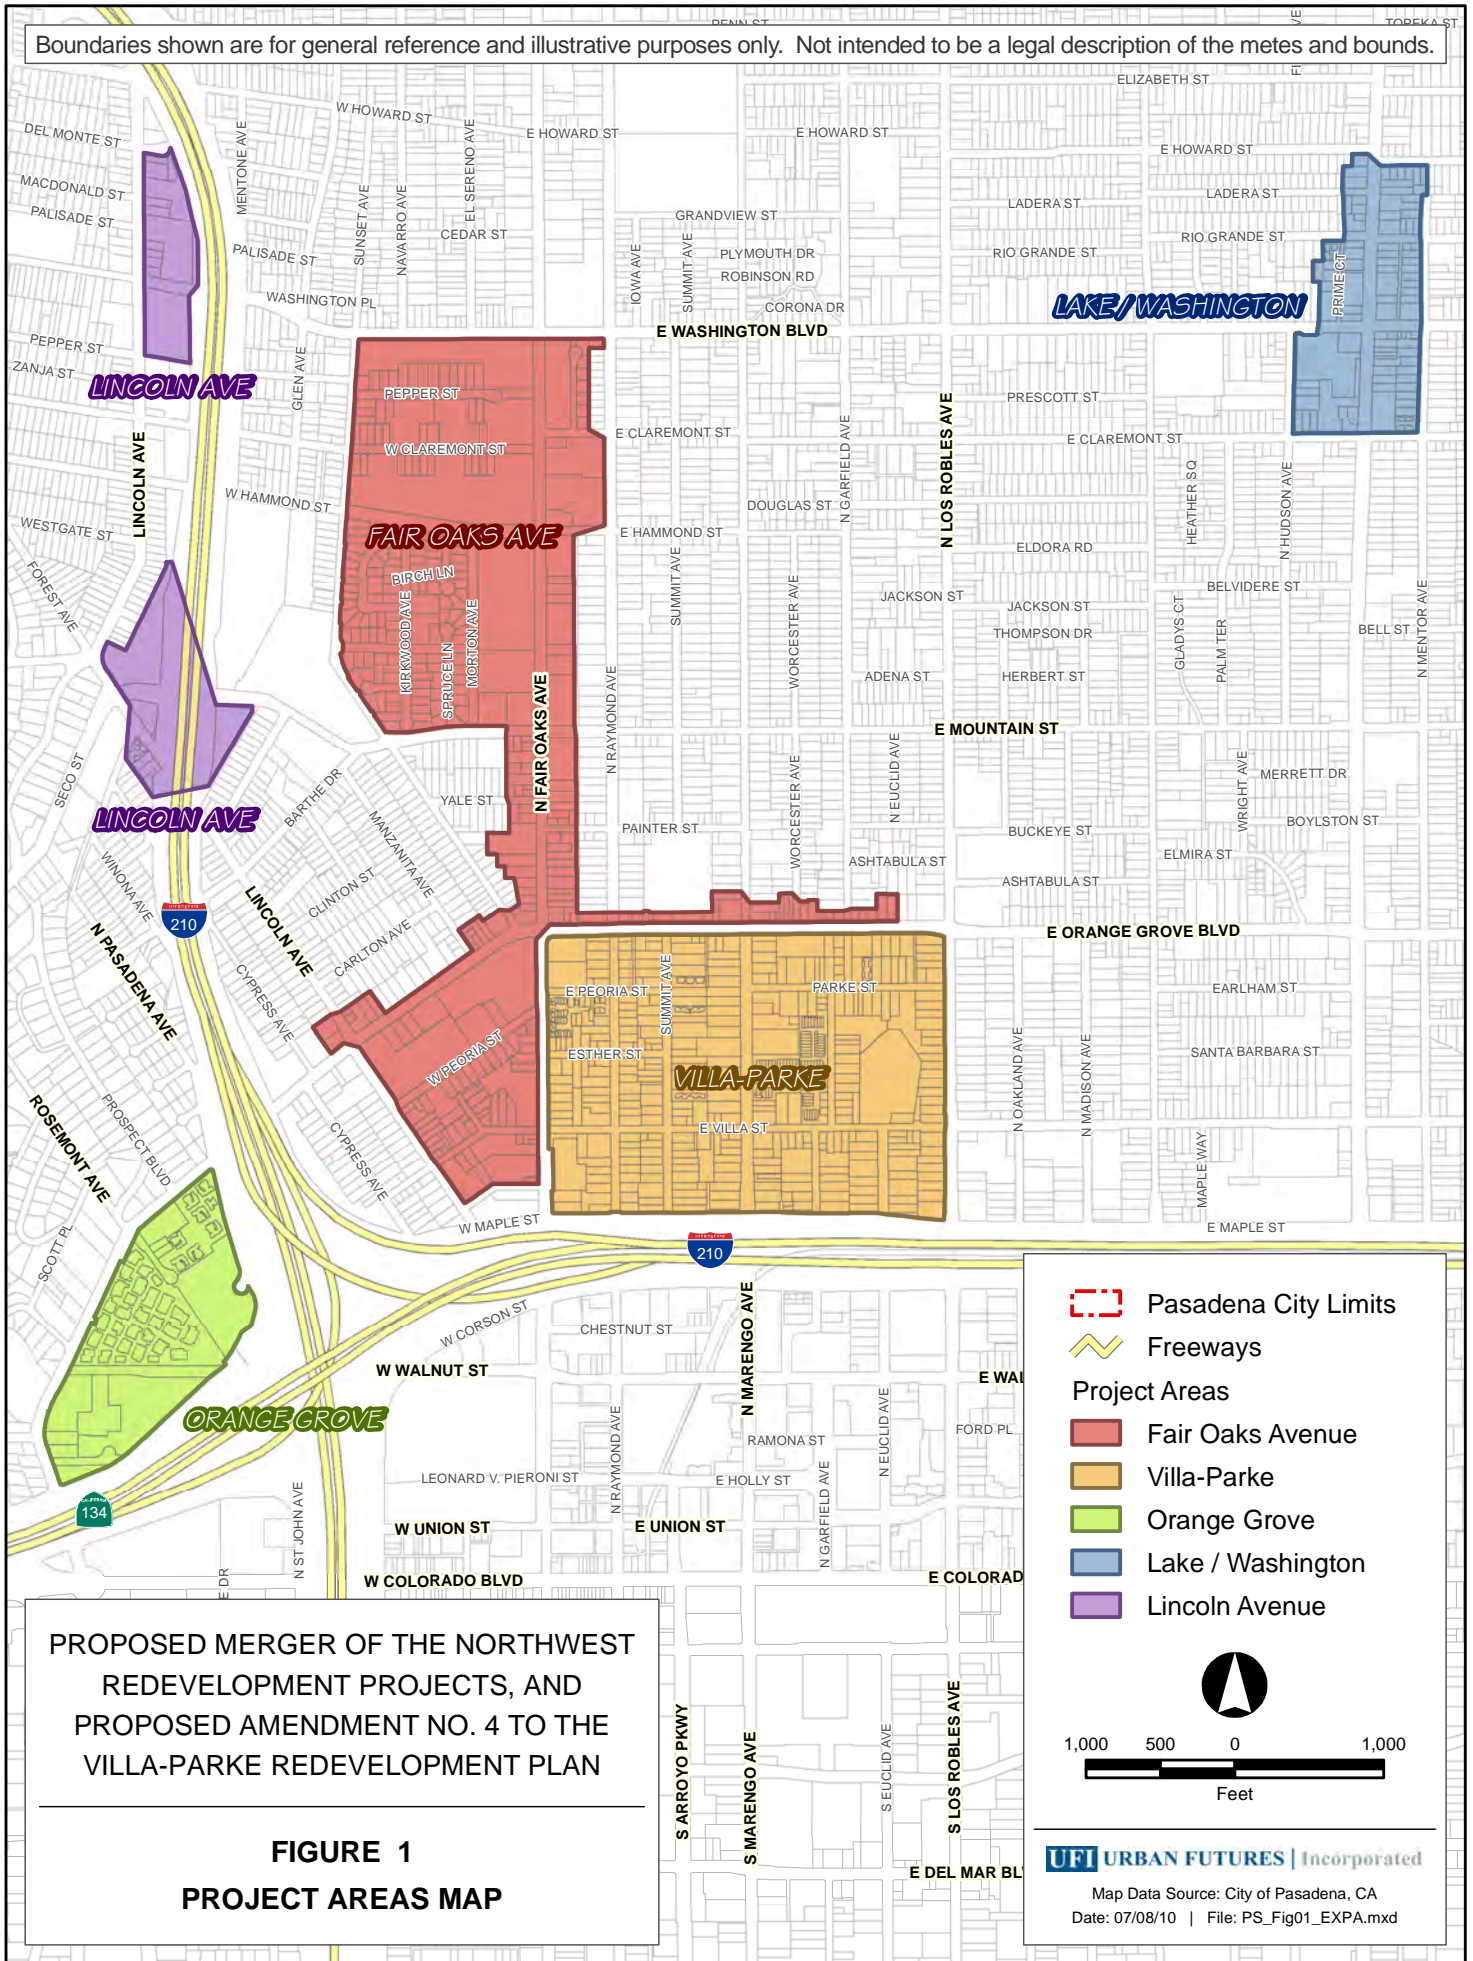 PENN ST
TOPEKA ST
Boundaries shown are for general reference and illustrative purposes only. Not intended to be a legal description of the metes and bounds.
ELIZABETH ST
W HOWARD ST
E HOWARD ST
E HOWARD ST
E HOWARD ST
DEL MONTE ST
MENTONE AVE
MACDONALD ST
PALISADE ST
SUNSET AVE
NAVARRO AVE
EL SERENO AVE
CEDAR ST
GRANDVIEW ST
LADERA ST
LADERA ST
PALISADE ST
IOWA AVE
SUMMIT AVE
PLYMOUTH DR
ROBINSON RD
RIO GRANDE ST
RIO GRANDE ST
PRIME CT
WASHINGTON PL
CORONA DR
LAKE / WASHINGTON
E WASHINGTON BLVD
PEPPER ST
ZANJA ST
LINCOLN AVE
GLEN AVE
PEPPER ST
PRESCOTT ST
LINCOLN AVE
W CLAREMONT ST
E CLAREMONT ST
N GARFIELD AVE
N LOS ROBLES AVE
E CLAREMONT ST
W HAMMOND ST
DOUGLAS ST
HEATHER SQ
N HUDSON AVE
WESTGATE ST
FAIR OAKS AVE
E HAMMOND ST
ELDORA RD
FOREST AVE
BIRCH LN
SUMMIT AVE
WORCESTER AVE
JACKSON ST
JACKSON ST
BELVIDERE ST
KIRKWOOD AVE
SPRUCE LN
MORTON AVE
THOMPSON DR
GLADYS CT
PALM TER
BELL ST
N MENTOR AVE
ADENA ST
HERBERT ST
N FAIR OAKS AVE
N RAYMOND AVE
E MOUNTAIN ST
SECO ST
BARTHE DR
YALE ST
WORCESTER AVE
N EUCLID AVE
WRIGHT AVE
MERRETT DR
LINCOLN AVE
MANZANITA AVE
PAINTER ST
BUCKEYE ST
BOYLSTON ST
WINONA AVE
CLINTON ST
ASHTABULA ST
ELMIRA ST
ASHTABULA ST
LINCOLN AVE
INTERSTATE
210
CARLTON AVE
E ORANGE GROVE BLVD
N PASADENA AVE
CYPRESS AVE
E PEORIA ST
SUMMIT AVE
PARKE ST
EARLHAM ST
W PEORIA ST
ESTHER ST
VILLA-PARKE
N OAKLAND AVE
N MADISON AVE
SANTA BARBARA ST
ROSEMONT AVE
PROSPECT BLVD
CYPRESS AVE
E VILLA ST
MAPLE WAY
SCOTT PL
W MAPLE ST
E MAPLE ST
INTERSTATE
210
W CORSON ST
CHESTNUT ST
N MARENGO AVE
W WALNUT ST
E WAL
ORANGE GROVE
N RAYMOND AVE
RAMONA ST
N EUCLID AVE
FORD PL
LEONARD V. PIERONI ST
E HOLLY ST
N GARFIELD AVE
CALIFORNIA
134
N ST JOHN AVE
W UNION ST
E UNION ST
E DR
W COLORADO BLVD
E COLORAD
S ARROYO PKWY
S MARENGO AVE
S EUCLID AVE
S LOS ROBLES AVE
E DEL MAR BLV
Pasadena City Limits
Freeways
Project Areas
Fair Oaks Avenue
Villa-Parke
Orange Grove
Lake / Washington
Lincoln Avenue
1,000 500 0 1,000
Feet
UFI URBAN FUTURES | Incorporated
Map Data Source: City of Pasadena, CA
Date: 07/08/10 | File: PS_Fig01_EXPA.mxd
PROPOSED MERGER OF THE NORTHWEST
REDEVELOPMENT PROJECTS, AND
PROPOSED AMENDMENT NO. 4 TO THE
VILLA-PARKE REDEVELOPMENT PLAN
FIGURE 1
PROJECT AREAS MAP